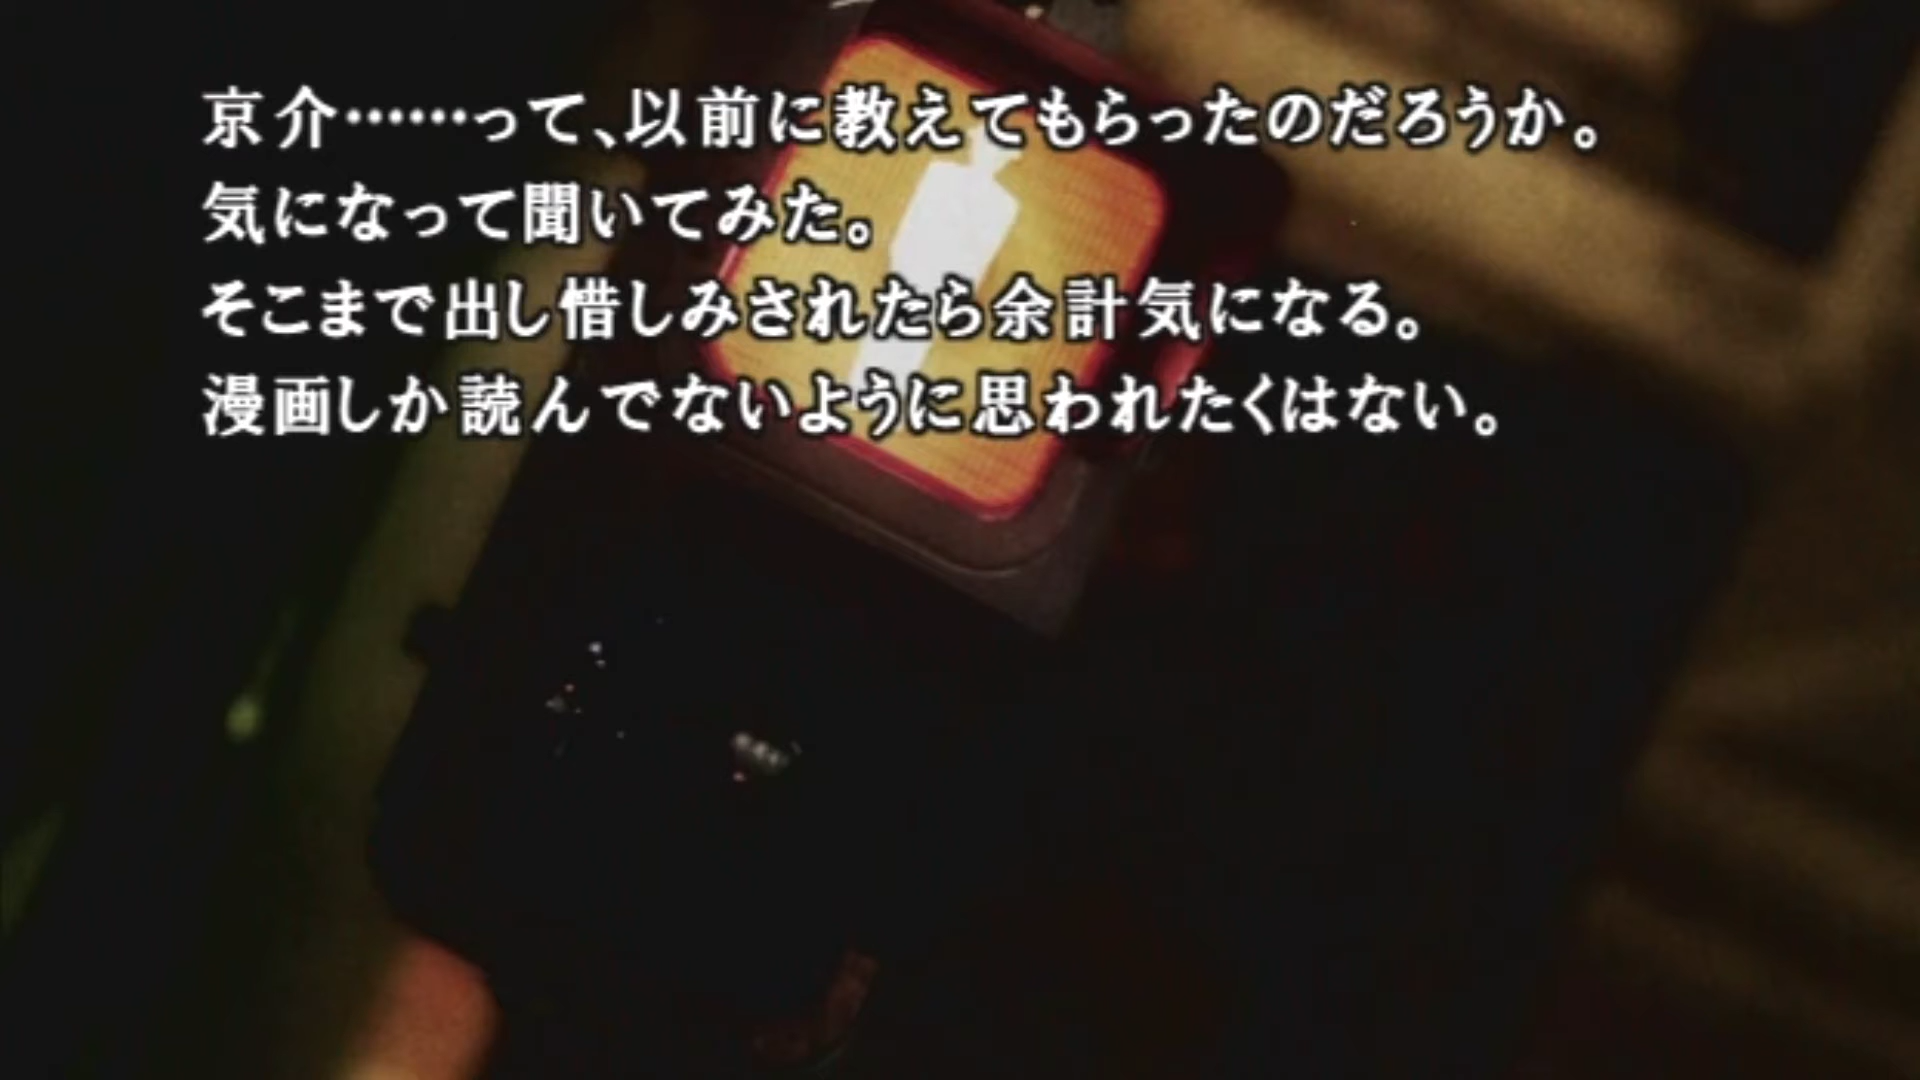 京介……って、以前に教えてもらったのだろうか。
気になって聞いてみた。
そこまで出し惜しみされたら余計気になる。
漫画しか読んでないように思われたくはない。